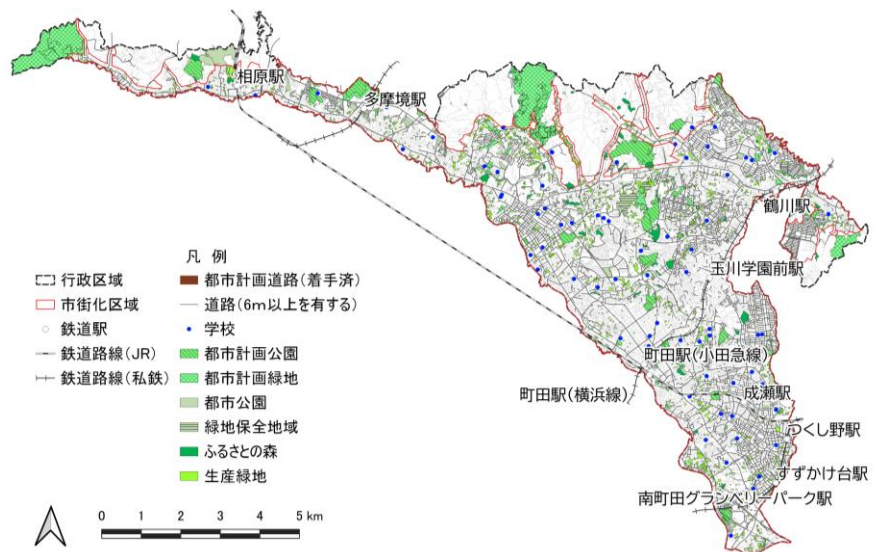 相原駅
多摩境駅
鶴川駅
玉川学園前駅
町田駅(小田急線)
町田駅(横浜線)
成瀬駅
つくし野駅
すずかけ台駅
南町田グランベリーパーク駅
凡 例
行政区域
市街化区域
鉄道駅
鉄道路線(JR)
鉄道路線(私鉄)
都市計画道路(着手済)
道路(6m以上を有する)
学校
都市計画公園
都市計画緑地
都市公園
緑地保全地域
ふるさとの森
生産緑地
0 1 2 3 4 5 km